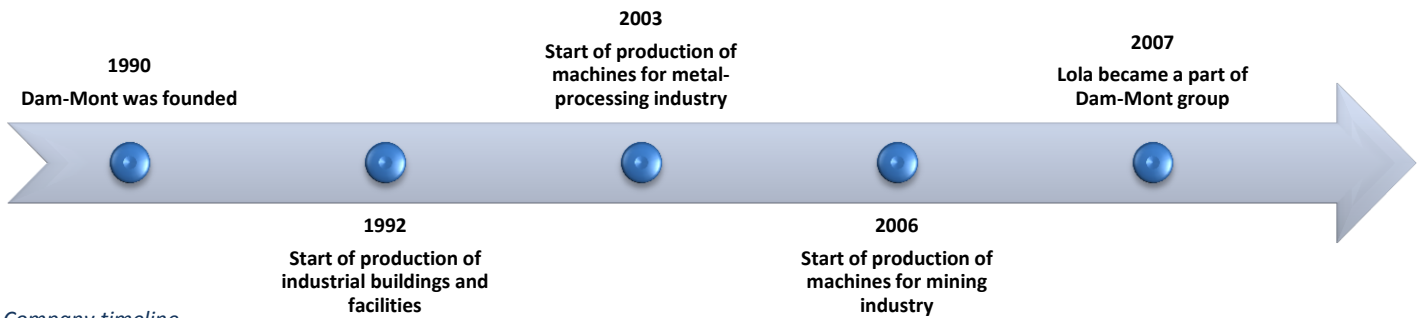 1990
Dam-Mont was founded
1992
Start of production of
industrial buildings and
facilities
2003
Start of production of
machines for metal-
processing industry
2006
Start of production of
machines for mining
industry
2007
Lola became a part of
Dam-Mont group
Company timeline